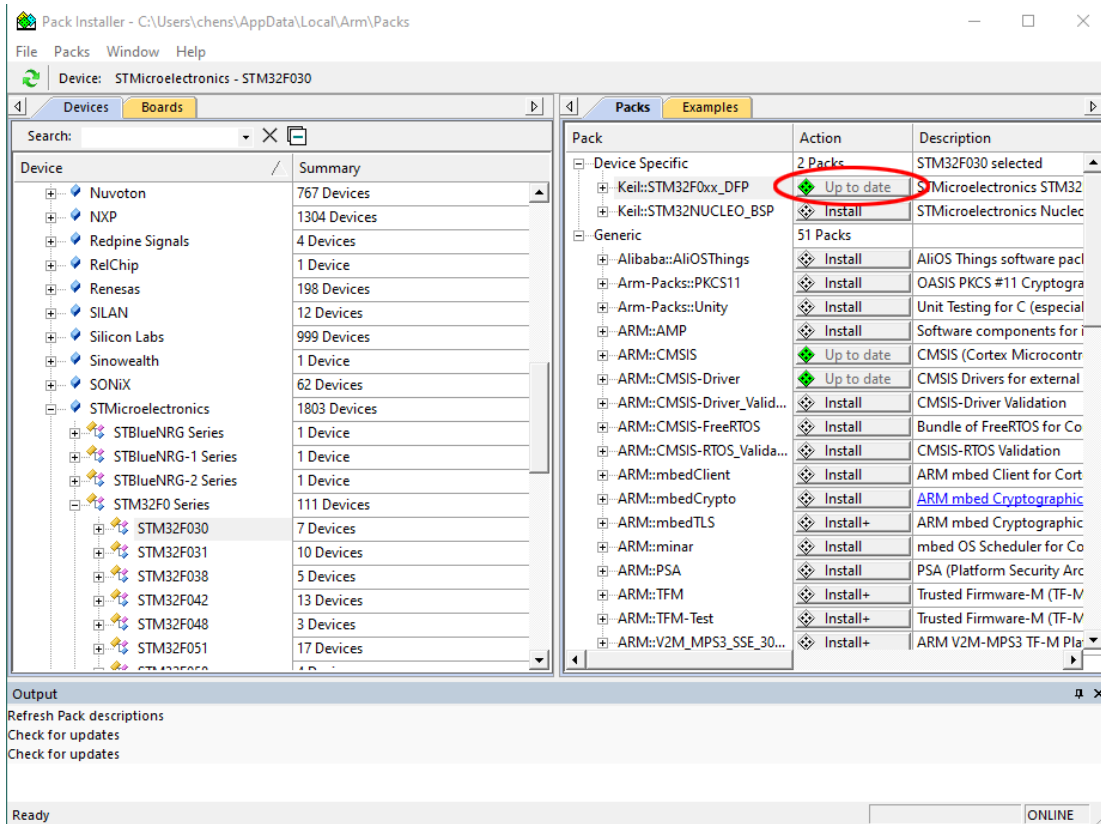 Pack Installer - C:\Users\chens\AppData\Local\Arm\Packs
File Packs Window Help
Device: STMicroelectronics - STM32F030
Devices Boards
Search:
Device Summary
Nuvoton 767 Devices
NXP 1304 Devices
Redpine Signals 4 Devices
RelChip 1 Device
Renesas 198 Devices
SILAN 12 Devices
Silicon Labs 999 Devices
Sinowealth 1 Device
SONiX 62 Devices
STMicroelectronics 1803 Devices
STBlueNRG Series 1 Device
STBlueNRG-1 Series 1 Device
STBlueNRG-2 Series 1 Device
STM32F0 Series 111 Devices
STM32F030 7 Devices
STM32F031 10 Devices
STM32F038 5 Devices
STM32F042 13 Devices
STM32F048 3 Devices
STM32F051 17 Devices
Packs Examples
Pack Action Description
Device Specific 2 Packs STM32F030 selected
Keil::STM32F0xx_DFP Up to date STMicroelectronics STM32
Keil::STM32NUCLEO_BSP Install STMicroelectronics Nucleo
Generic 51 Packs
Alibaba::AliOSThings Install AliOS Things software pacl
Arm-Packs::PKCS11 Install OASIS PKCS #11 Cryptogra
Arm-Packs::Unity Install Unit Testing for C (especial
ARM::AMP Install Software components for i
ARM::CMSIS Up to date CMSIS (Cortex Microcontr
ARM::CMSIS-Driver Up to date CMSIS Drivers for external
ARM::CMSIS-Driver_Valid... Install CMSIS-Driver Validation
ARM::CMSIS-FreeRTOS Install Bundle of FreeRTOS for Co
ARM::CMSIS-RTOS_Valida... Install CMSIS-RTOS Validation
ARM::mbedClient Install ARM mbed Client for Cort
ARM::mbedCrypto Install ARM mbed Cryptographic
ARM::mbedTLS Install+ ARM mbed Cryptographic
ARM::minar Install mbed OS Scheduler for Co
ARM::PSA Install PSA (Platform Security Arc
ARM::TFM Install+ Trusted Firmware-M (TF-M
ARM::TFM-Test Install+ Trusted Firmware-M (TF-M
ARM::V2M_MPS3_SSE_30... Install+ ARM V2M-MPS3 TF-M Pla
Output
Refresh Pack descriptions
Check for updates
Check for updates
Ready ONLINE